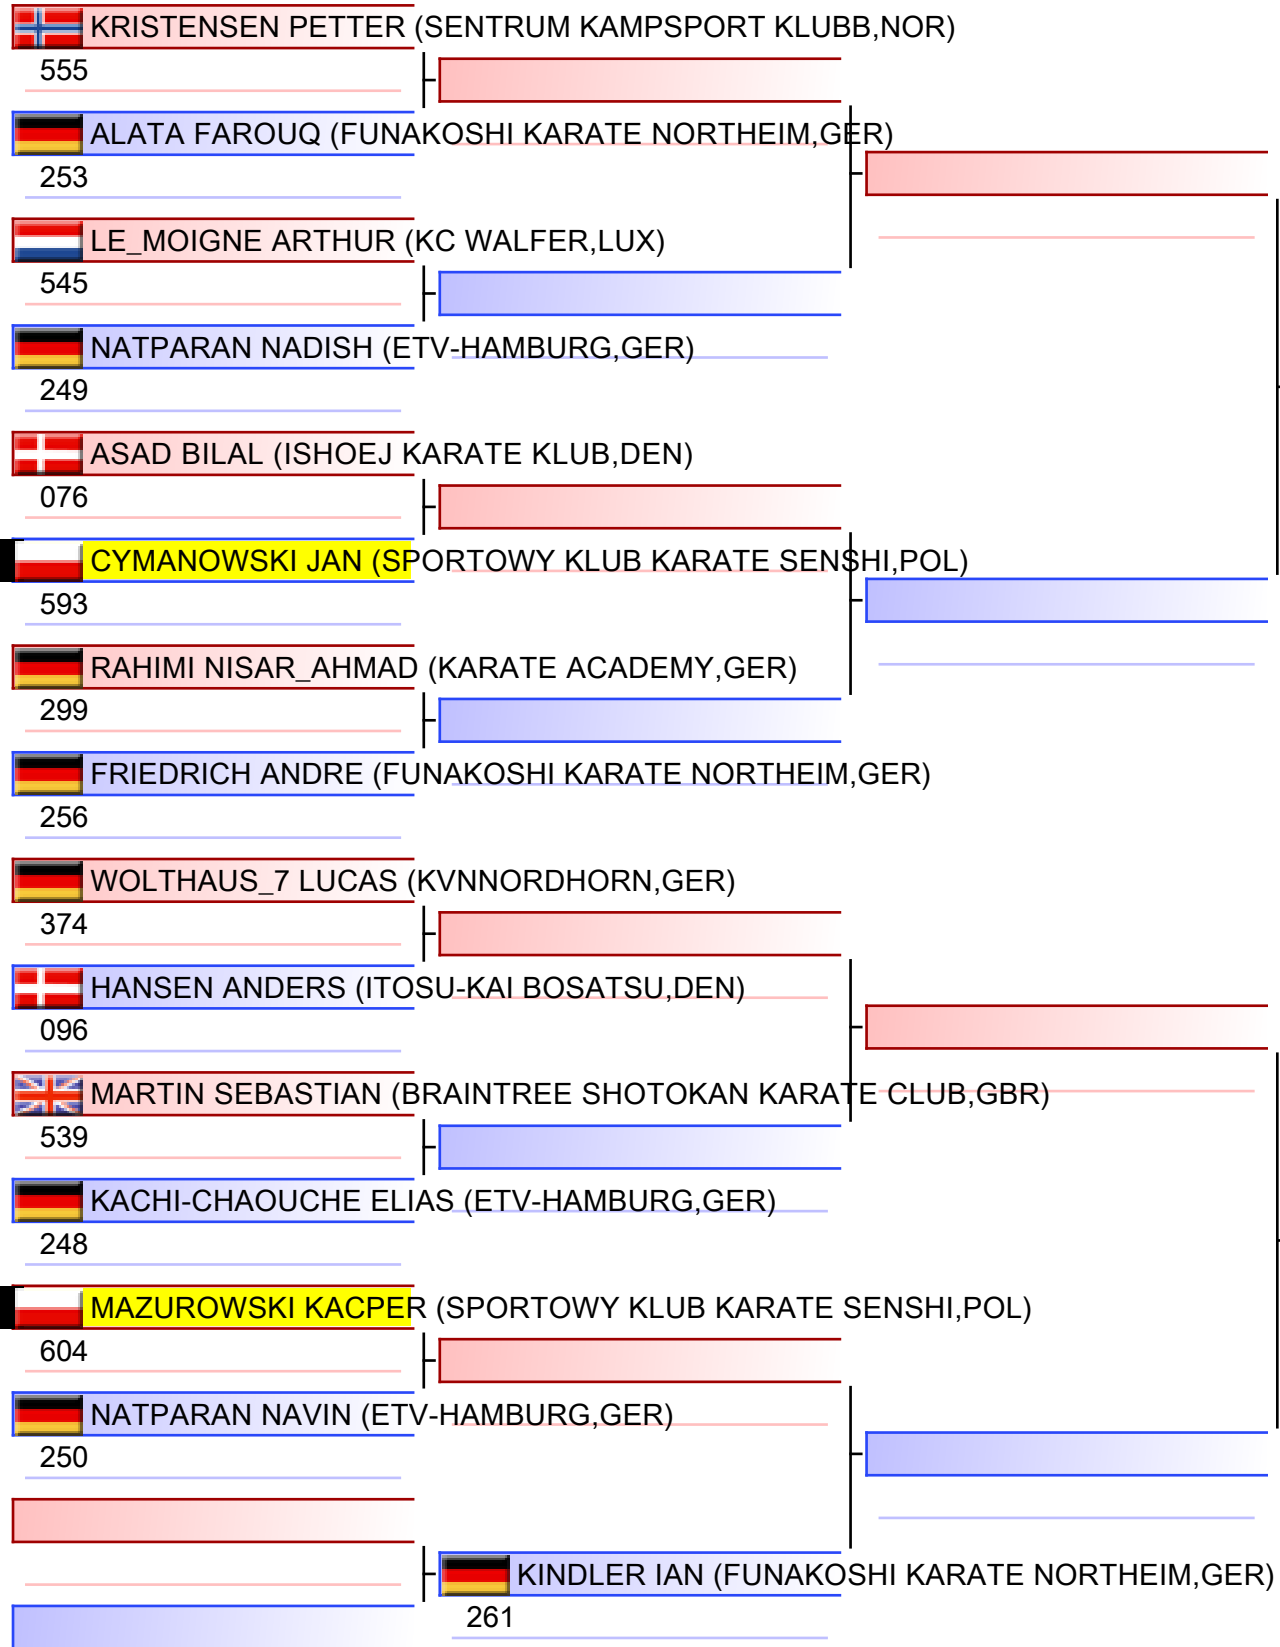 KRISTENSEN PETTER (SENTRUM KAMPSPORT KLUBB,NOR)
555
ALATA FAROUQ (FUNAKOSHI KARATE NORTHEIM,GER)
253
LE_MOIGNE ARTHUR (KC WALFER,LUX)
545
NATPARAN NADISH (ETV-HAMBURG,GER)
249
ASAD BILAL (ISHOEJ KARATE KLUB,DEN)
076
CYMANOWSKI JAN (SPORTOWY KLUB KARATE SENSHI,POL)
593
RAHIMI NISAR_AHMAD (KARATE ACADEMY,GER)
299
FRIEDRICH ANDRE (FUNAKOSHI KARATE NORTHEIM,GER)
256
WOLTHAUS_7 LUCAS (KVNNORDHORN,GER)
374
HANSEN ANDERS (ITOSU-KAI BOSATSU,DEN)
096
MARTIN SEBASTIAN (BRAINTREE SHOTOKAN KARATE CLUB,GBR)
539
KACHI-CHAOUCHE ELIAS (ETV-HAMBURG,GER)
248
MAZUROWSKI KACPER (SPORTOWY KLUB KARATE SENSHI,POL)
604
NATPARAN NAVIN (ETV-HAMBURG,GER)
250
KINDLER IAN (FUNAKOSHI KARATE NORTHEIM,GER)
261